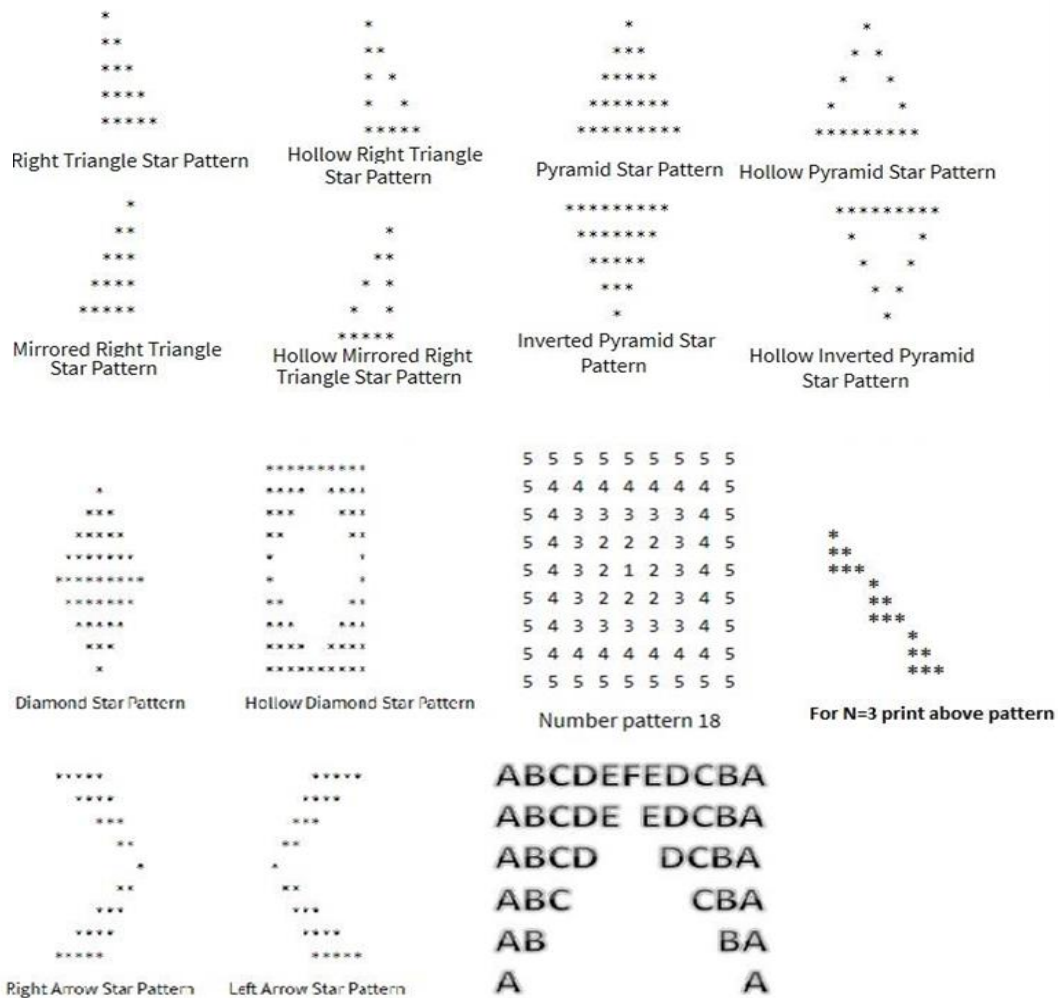 *
**
***
****
*****
Right Triangle Star Pattern
*
**
* *
*  *
*****
Hollow Right Triangle
Star Pattern
*
***
*****
*******
*********
Pyramid Star Pattern
*
* *
*   *
*     *
*********
Hollow Pyramid Star Pattern
*
**
***
****
*****
Mirrored Right Triangle
Star Pattern
*
**
* *
*  *
*****
Hollow Mirrored Right
Triangle Star Pattern
*********
*******
*****
***
*
Inverted Pyramid Star
Pattern
*********
*     *
*   *
* *
*
Hollow Inverted Pyramid
Star Pattern
*
***
*****
*******
*********
*******
*****
***
*
Diamond Star Pattern
**********
****  ****
***    ***
**      **
*        *
*        *
**      **
***    ***
****  ****
**********
Hollow Diamond Star Pattern
5 5 5 5 5 5 5 5 5
5 4 4 4 4 4 4 4 5
5 4 3 3 3 3 3 4 5
5 4 3 2 2 2 3 4 5
5 4 3 2 1 2 3 4 5
5 4 3 2 2 2 3 4 5
5 4 3 3 3 3 3 4 5
5 4 4 4 4 4 4 4 5
5 5 5 5 5 5 5 5 5
Number pattern 18
*
**
***
*
**
***
*
**
***
For N=3 print above pattern
*****
****
***
**
*
**
***
****
*****
Right Arrow Star Pattern
*****
****
***
**
*
**
***
****
*****
Left Arrow Star Pattern
ABCDEFEDCBA
ABCDE EDCBA
ABCD   DCBA
ABC     CBA
AB       BA
A         A